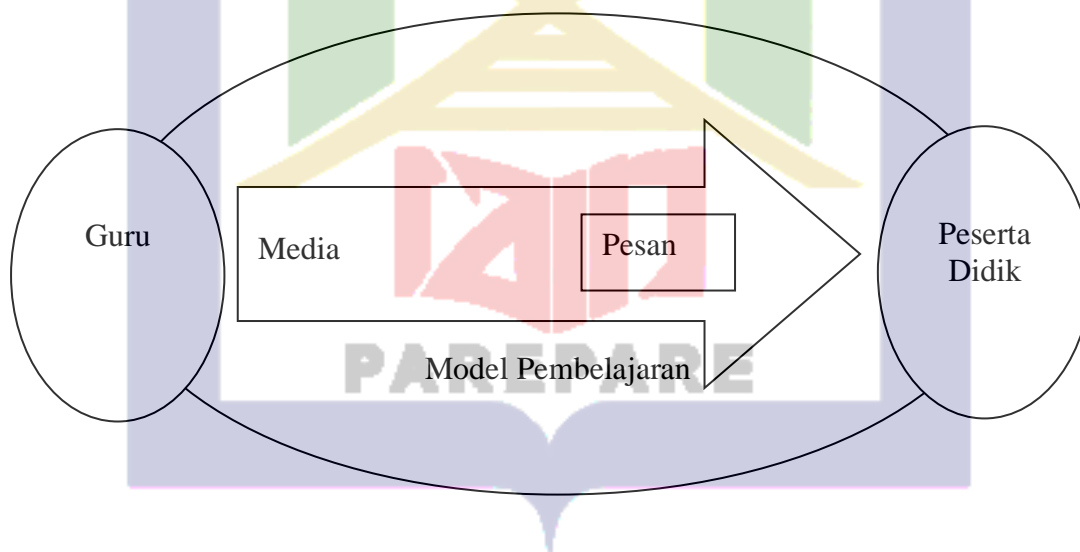 Guru
Media
Pesan
Peserta
Didik
Model Pembelajaran
PAREPARE